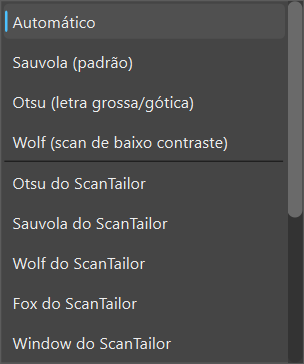 Automático
Sauvola (padrão)
Otsu (letra grossa/gótica)
Wolf (scan de baixo contraste)
Otsu do ScanTailor
Sauvola do ScanTailor
Wolf do ScanTailor
Fox do ScanTailor
Window do ScanTailor